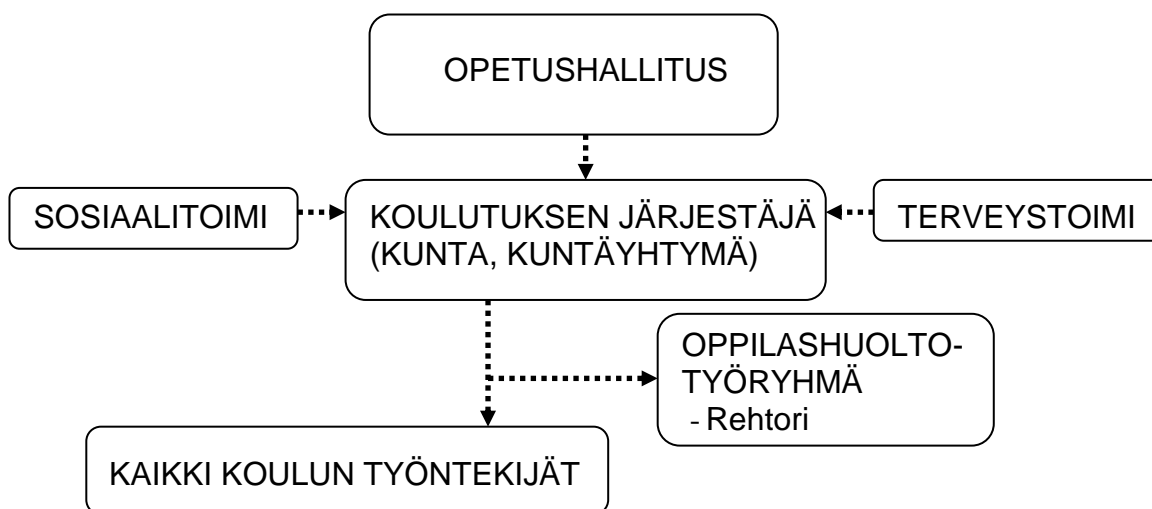 OPETUSHALLITUS
SOSIAALITOIMI
KOULUTUKSEN JÄRJESTÄJÄ
(KUNTA, KUNTÄYHTYMÄ)
TERVEYSTOIMI
OPPILASHUOLTO-
TYÖRYHMÄ
- Rehtori
KAIKKI KOULUN TYÖNTEKIJÄT